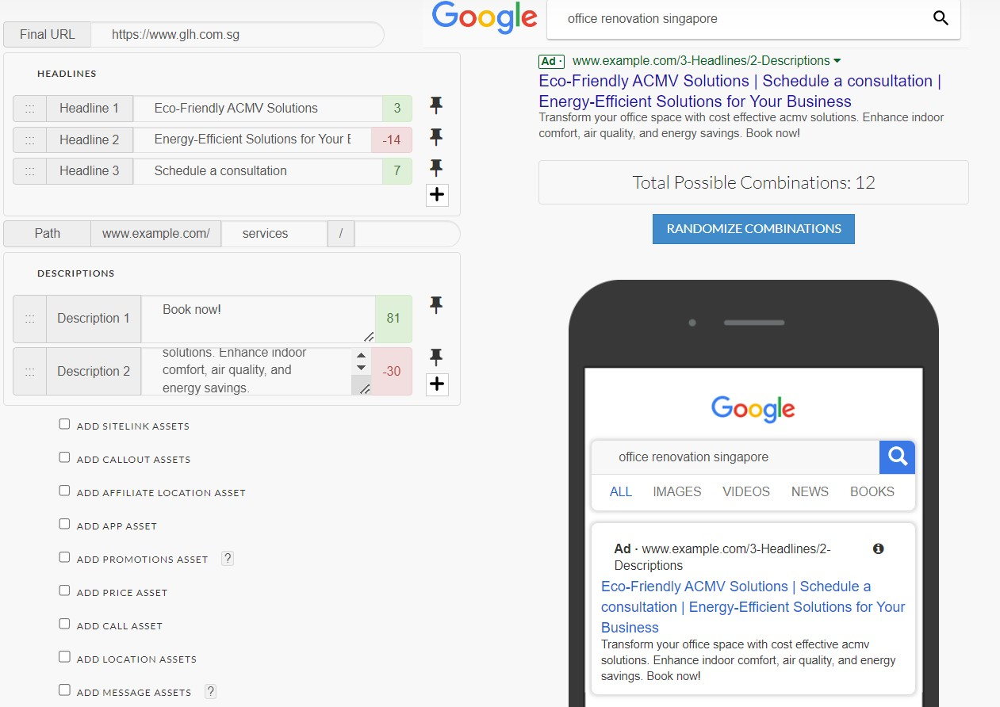 Final URL https://www.glh.com.sg
HEADLINES
::: Headline 1 Eco-Friendly ACMV Solutions 3
::: Headline 2 Energy-Efficient Solutions for Your -14
::: Headline 3 Schedule a consultation 7
+
Path www.example.com/ services /
DESCRIPTIONS
::: Description 1 Book now! 81
::: Description 2 solutions. Enhance indoor
comfort, air quality, and
energy savings. -30
+
ADD SITELINK ASSETS
ADD CALLOUT ASSETS
ADD AFFILIATE LOCATION ASSET
ADD APP ASSET
ADD PROMOTIONS ASSET ?
ADD PRICE ASSET
ADD CALL ASSET
ADD LOCATION ASSETS
ADD MESSAGE ASSETS ?
Google office renovation singapore
Ad · www.example.com/3-Headlines/2-Descriptions
Eco-Friendly ACMV Solutions | Schedule a consultation |
Energy-Efficient Solutions for Your Business
Transform your office space with cost effective acmv solutions. Enhance indoor
comfort, air quality, and energy savings. Book now!
Total Possible Combinations: 12
RANDOMIZE COMBINATIONS
Google
office renovation singapore
ALL IMAGES VIDEOS NEWS BOOKS
Ad · www.example.com/3-Headlines/2-
Descriptions
Eco-Friendly ACMV Solutions | Schedule a
consultation | Energy-Efficient Solutions for Your
Business
Transform your office space with cost effective acmv
solutions. Enhance indoor comfort, air quality, and energy
savings. Book now!